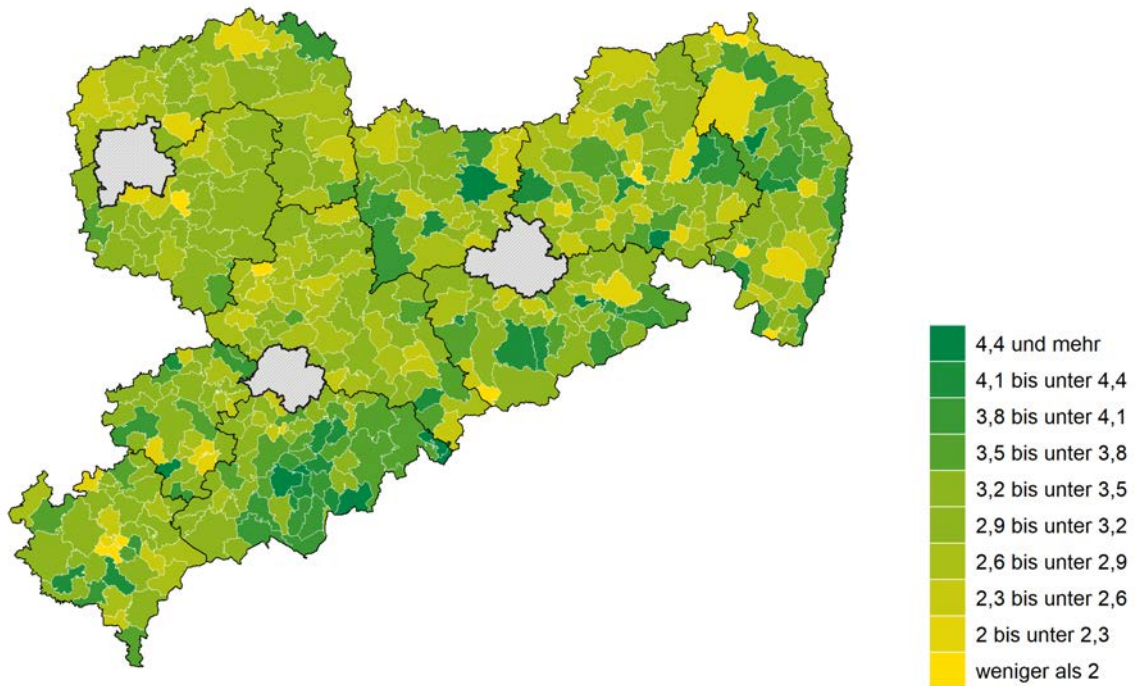 4,4 und mehr
4,1 bis unter 4,4
3,8 bis unter 4,1
3,5 bis unter 3,8
3,2 bis unter 3,5
2,9 bis unter 3,2
2,6 bis unter 2,9
2,3 bis unter 2,6
2 bis unter 2,3
weniger als 2